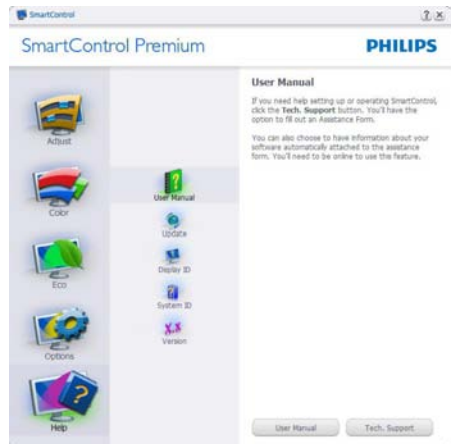 SmartControl
SmartControl Premium
PHILIPS
Adjust
Color
Eco
Options
Help
User Manual
Update
Display ID
System ID
X.X
Version
User Manual
If you need help setting up or operating SmartControl,
click the Tech. Support button. You'll have the
option to fill out an Assistance Form.
You can also choose to have information about your
software automatically attached to the assistance
form. You'll need to be online to use the feature.
User Manual
Tech. Support